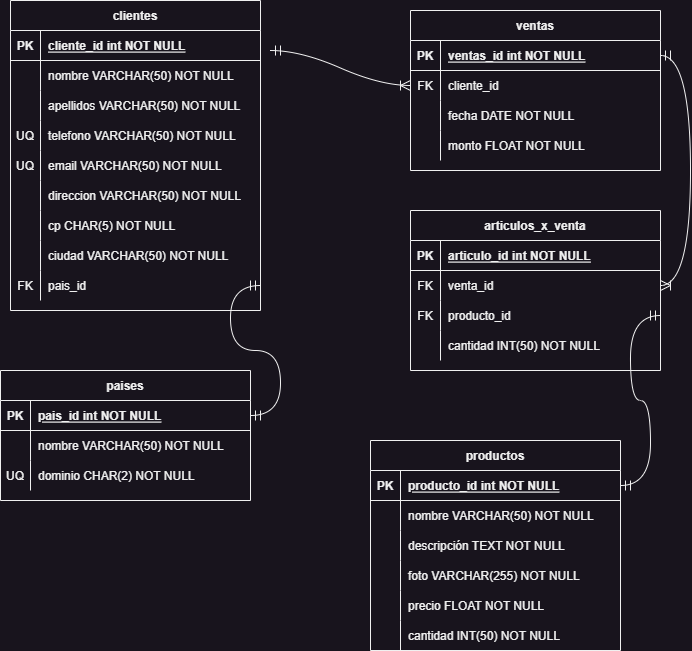 clientes
PK cliente_id int NOT NULL
nombre VARCHAR(50) NOT NULL
apellidos VARCHAR(50) NOT NULL
UQ telefono VARCHAR(50) NOT NULL
UQ email VARCHAR(50) NOT NULL
direccion VARCHAR(50) NOT NULL
cp CHAR(5) NOT NULL
ciudad VARCHAR(50) NOT NULL
FK pais_id
ventas
PK ventas_id int NOT NULL
FK cliente_id
fecha DATE NOT NULL
monto FLOAT NOT NULL
articulos_x_venta
PK articulo_id int NOT NULL
FK venta_id
FK producto_id
cantidad INT(50) NOT NULL
paises
PK pais_id int NOT NULL
nombre VARCHAR(50) NOT NULL
UQ dominio CHAR(2) NOT NULL
productos
PK producto_id int NOT NULL
nombre VARCHAR(50) NOT NULL
descripción TEXT NOT NULL
foto VARCHAR(255) NOT NULL
precio FLOAT NOT NULL
cantidad INT(50) NOT NULL